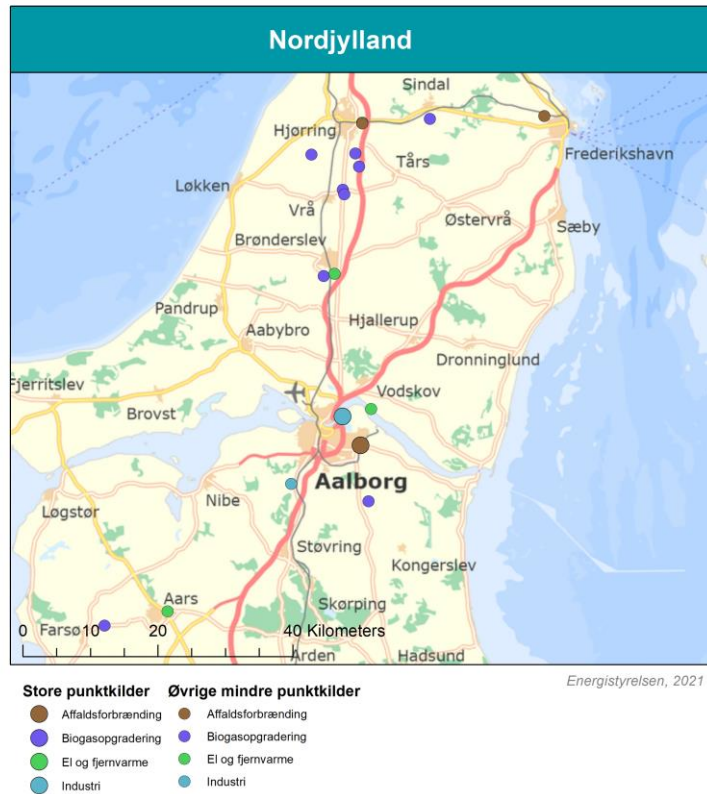 Nordjylland
Sindal
Hjørring
Frederikshavn
Tårs
Løkken
Vrå
Østervrå
Sæby
Brønderslev
Pandrup
Hjallerup
Aabybro
Dronninglund
Fjerritslev
Vodskov
Brovst
Aalborg
Nibe
Løgstør
Støvring
Kongerslev
Aars
Skørping
Farsø
0 10 20 40 Kilometers
Arden
Hadsund
Energistyrelsen, 2021
Store punktkilder Øvrige mindre punktkilder
Affaldsforbrænding Affaldsforbrænding
Biogasopgradering Biogasopgradering
El og fjernvarme El og fjernvarme
Industri Industri